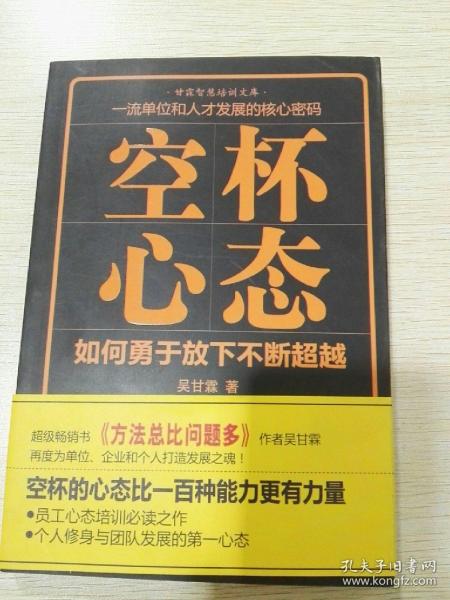 ·甘霖智慧培训文库·
一流单位和人才发展的核心密码
空杯
心态
如何勇于放下不断超越
吴甘霖 著
超级畅销书《方法总比问题多》作者吴甘霖
再度为单位、企业和个人打造发展之魂！
空杯的心态比一百种能力更有力量
●员工心态培训必读之作
●个人修身与团队发展的第一心态
孔夫子旧书网
www.kongfz.com